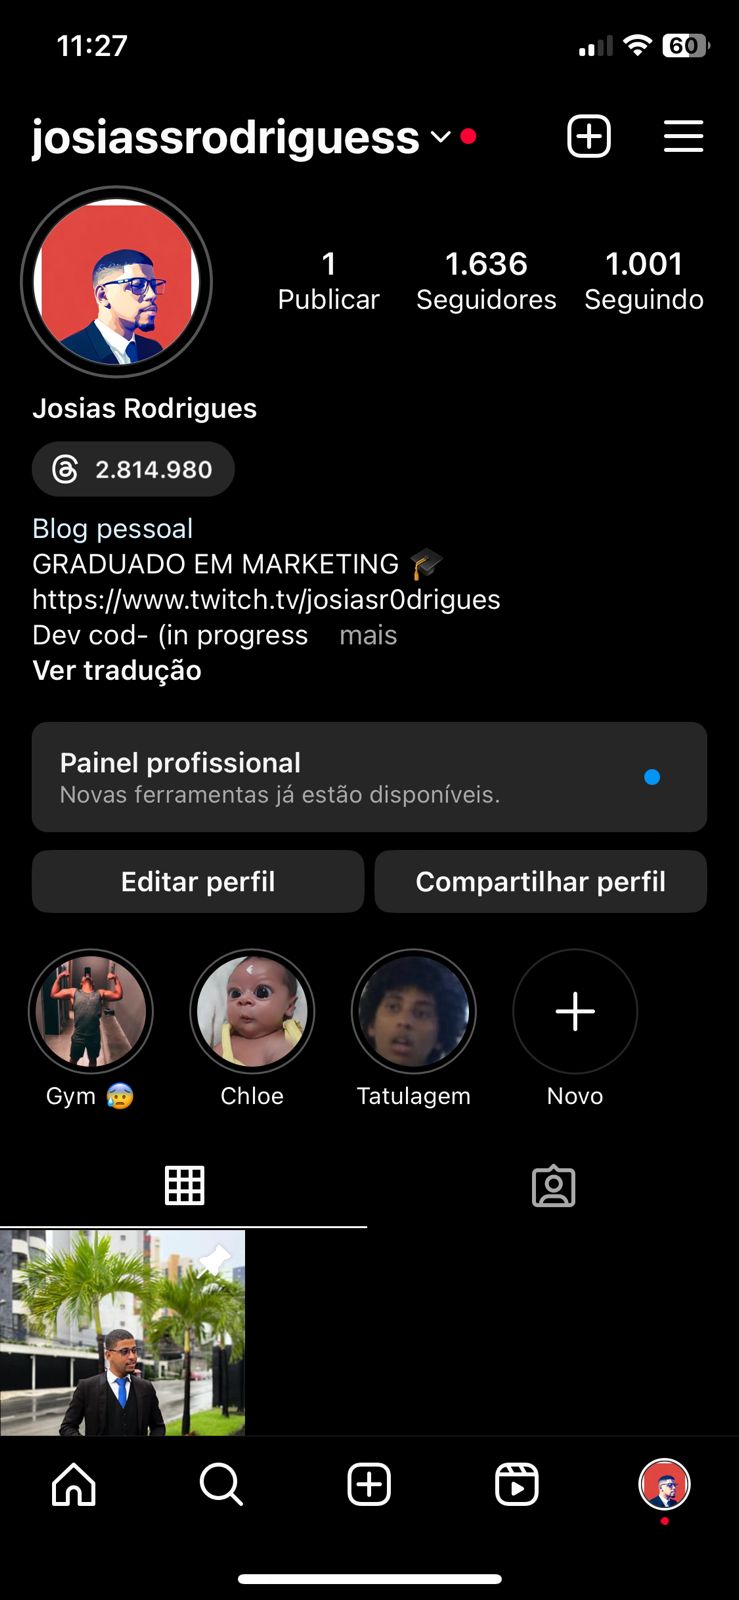 11:27
60
josiassrodriguess
1 1.636 1.001
Publicar Seguidores Seguindo
Josias Rodrigues
2.814.980
Blog pessoal
GRADUADO EM MARKETING 🎓
https://www.twitch.tv/josiasr0drigues
Dev cod- (in progress mais
Ver tradução
Painel profissional
Novas ferramentas já estão disponíveis.
Editar perfil Compartilhar perfil
Gym 😰 Chloe Tatulagem Novo